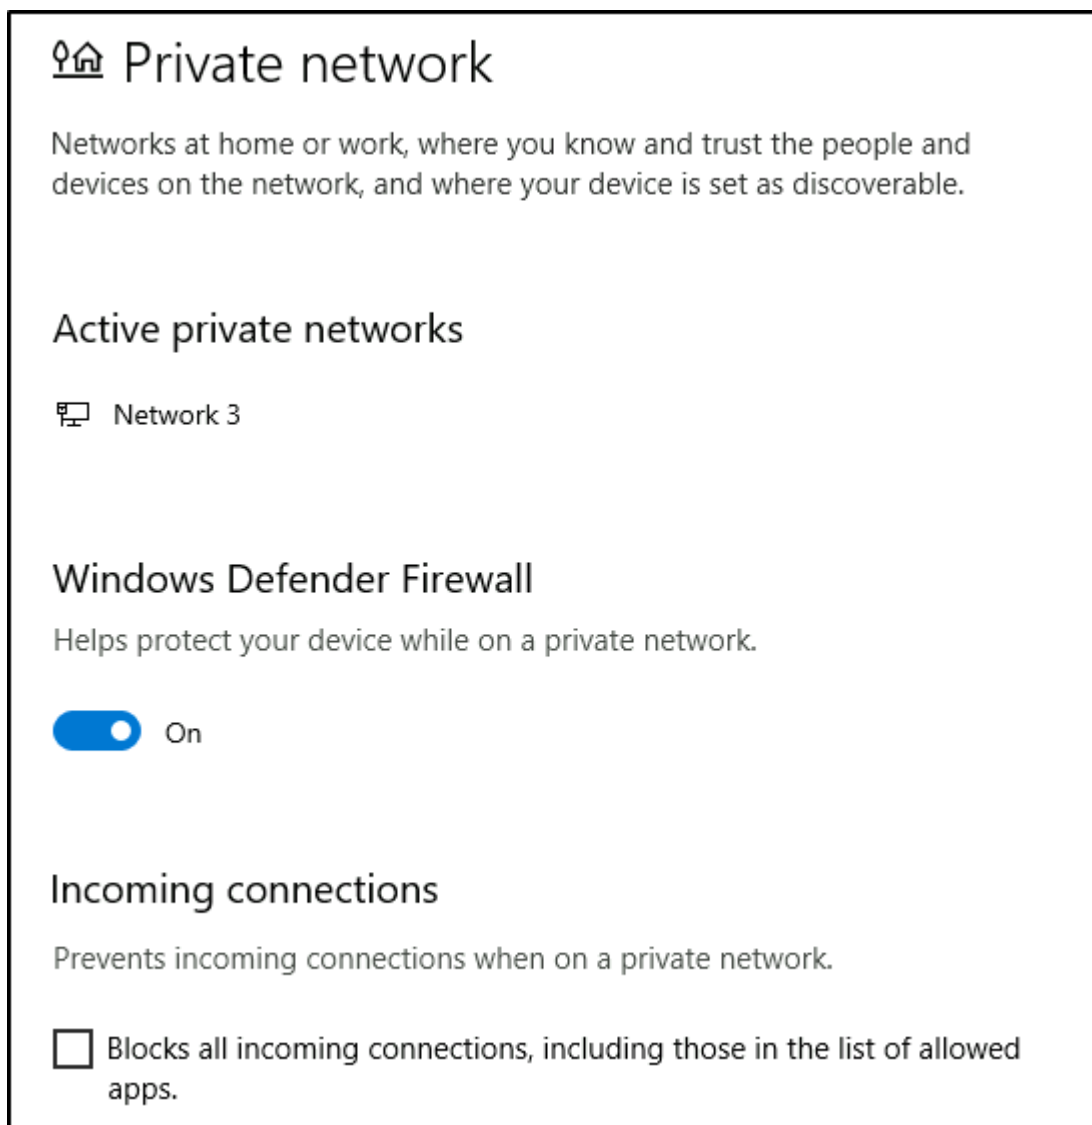 Private network
Networks at home or work, where you know and trust the people and
devices on the network, and where your device is set as discoverable.
Active private networks
Network 3
Windows Defender Firewall
Helps protect your device while on a private network.
On
Incoming connections
Prevents incoming connections when on a private network.
Blocks all incoming connections, including those in the list of allowed
apps.